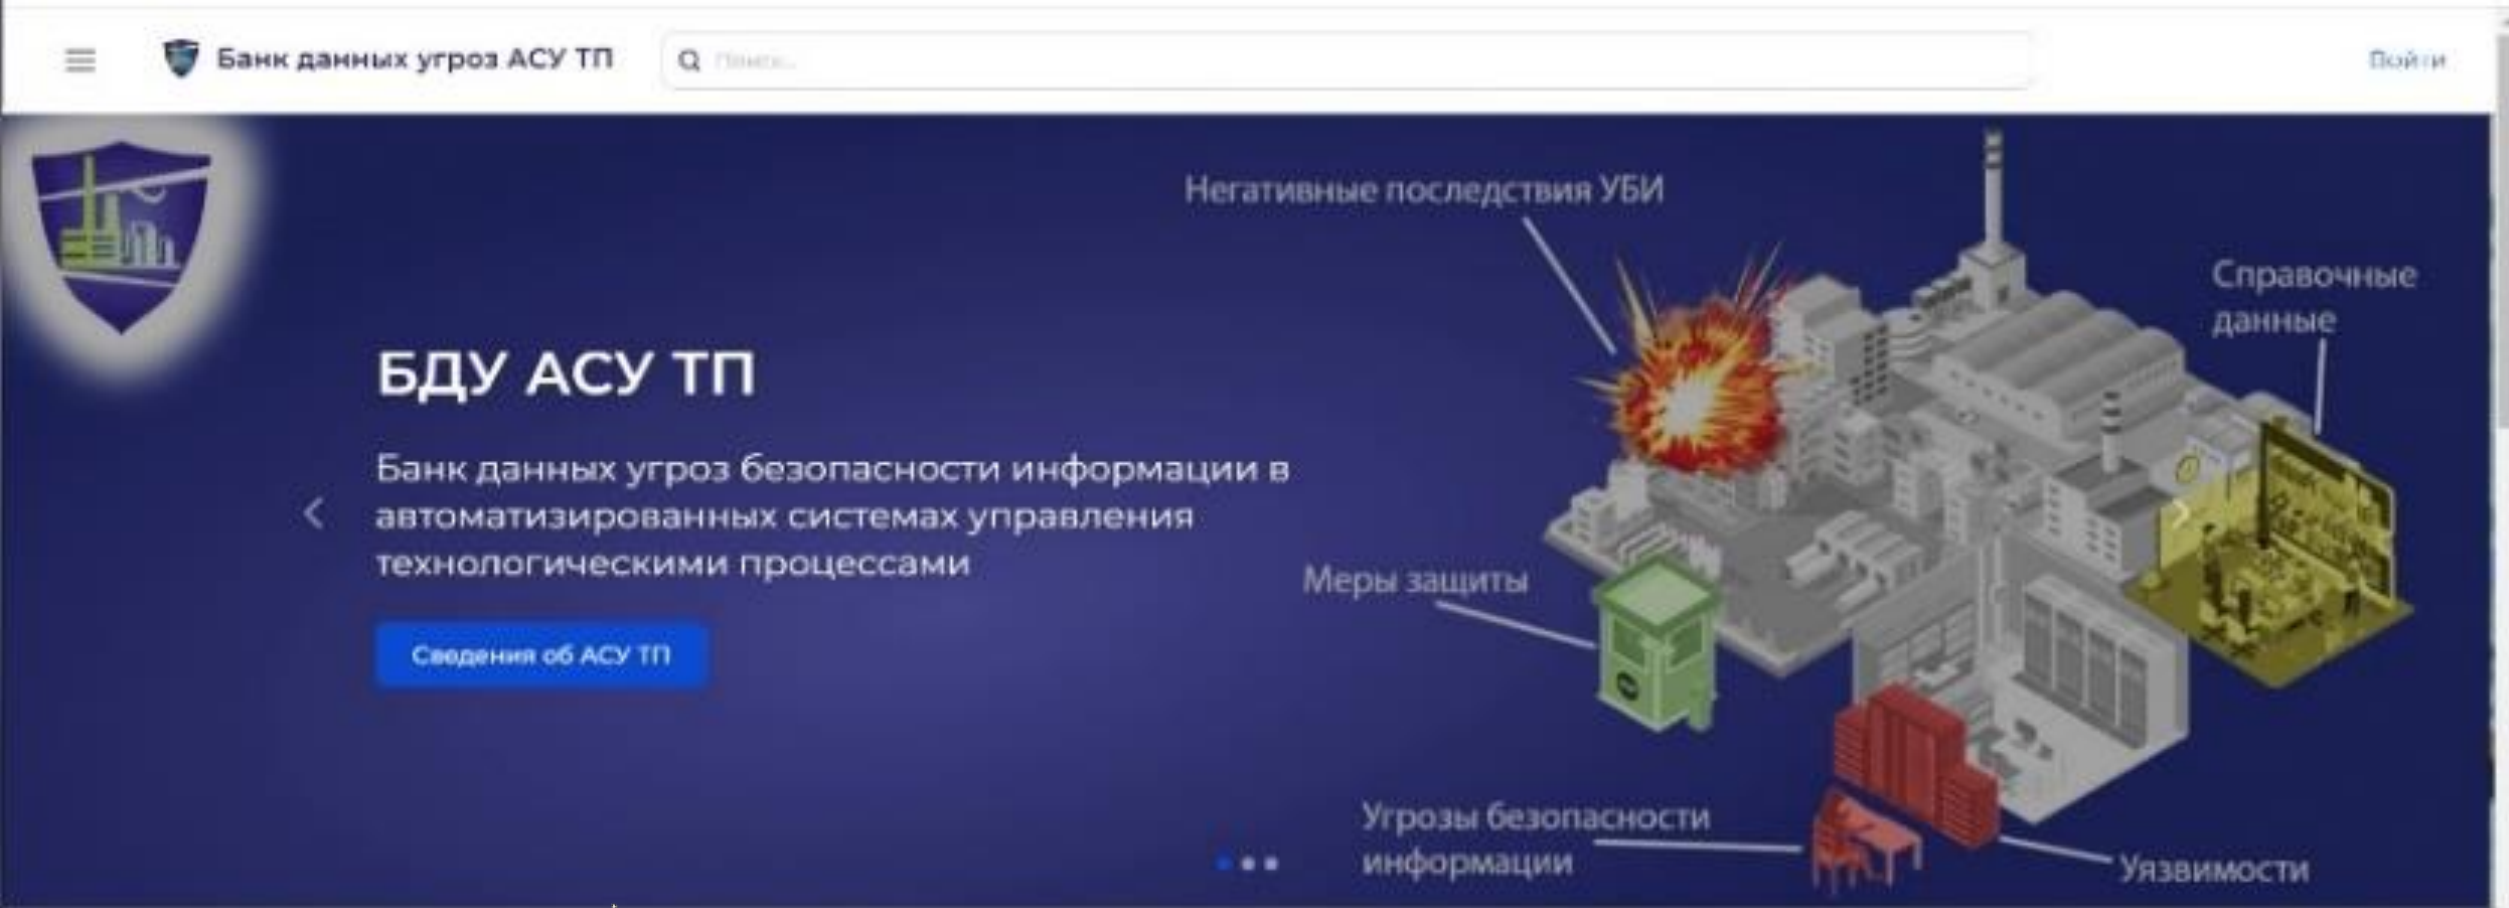 Банк данных угроз АСУ ТП
Поиск...
Войти
Негативные последствия УБИ
Справочные
данные
БДУ АСУ ТП
Банк данных угроз безопасности информации в
автоматизированных системах управления
технологическими процессами
Сведения об АСУ ТП
Меры защиты
Угрозы безопасности
информации
Уязвимости